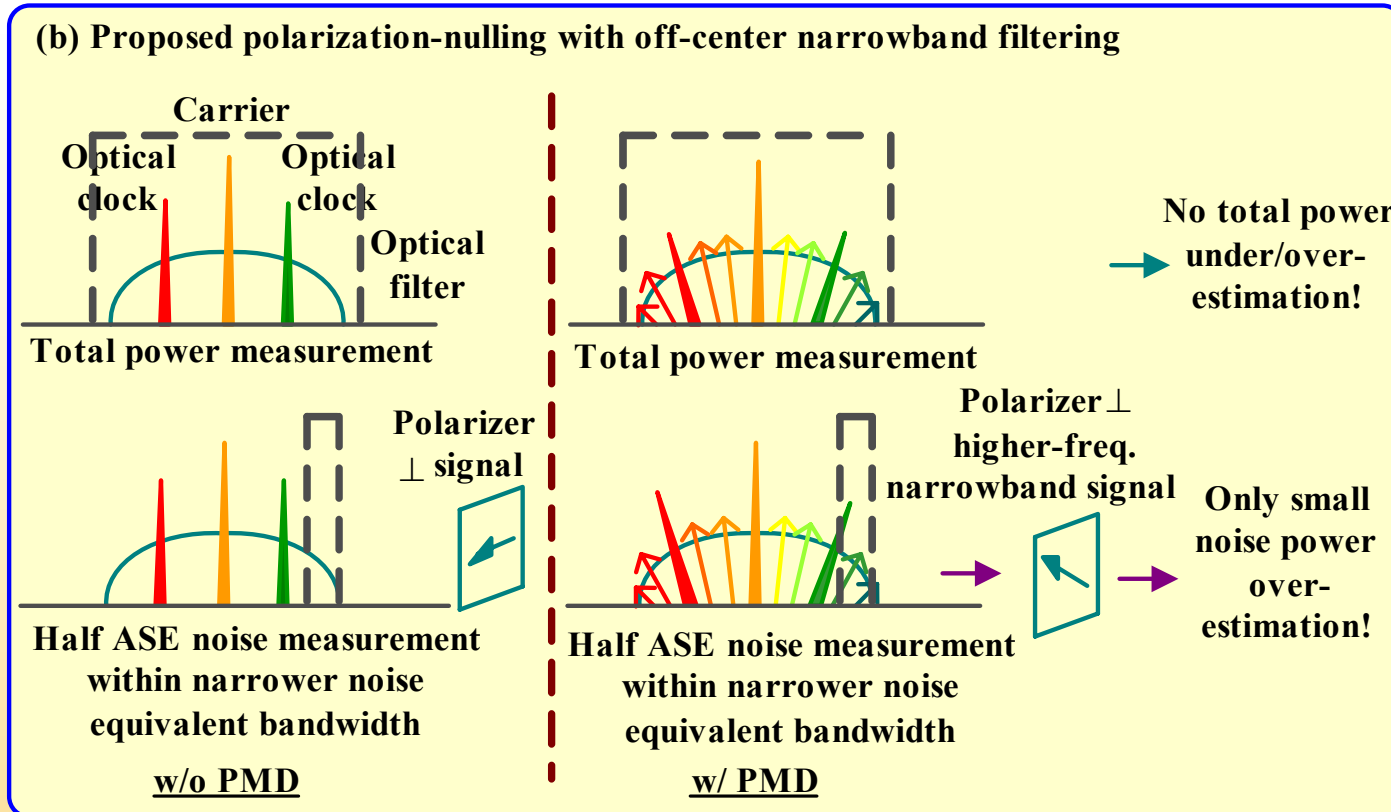 (b) Proposed polarization-nulling with off-center narrowband filtering
Carrier
Optical
clock
Optical
clock
Optical
filter
Total power measurement
Total power measurement
No total power
under/over-
estimation!
Polarizer
⊥ signal
Half ASE noise measurement
within narrower noise
equivalent bandwidth
w/o PMD
Polarizer ⊥
higher-freq.
narrowband signal
Only small
noise power
over-
estimation!
Half ASE noise measurement
within narrower noise
equivalent bandwidth
w/ PMD